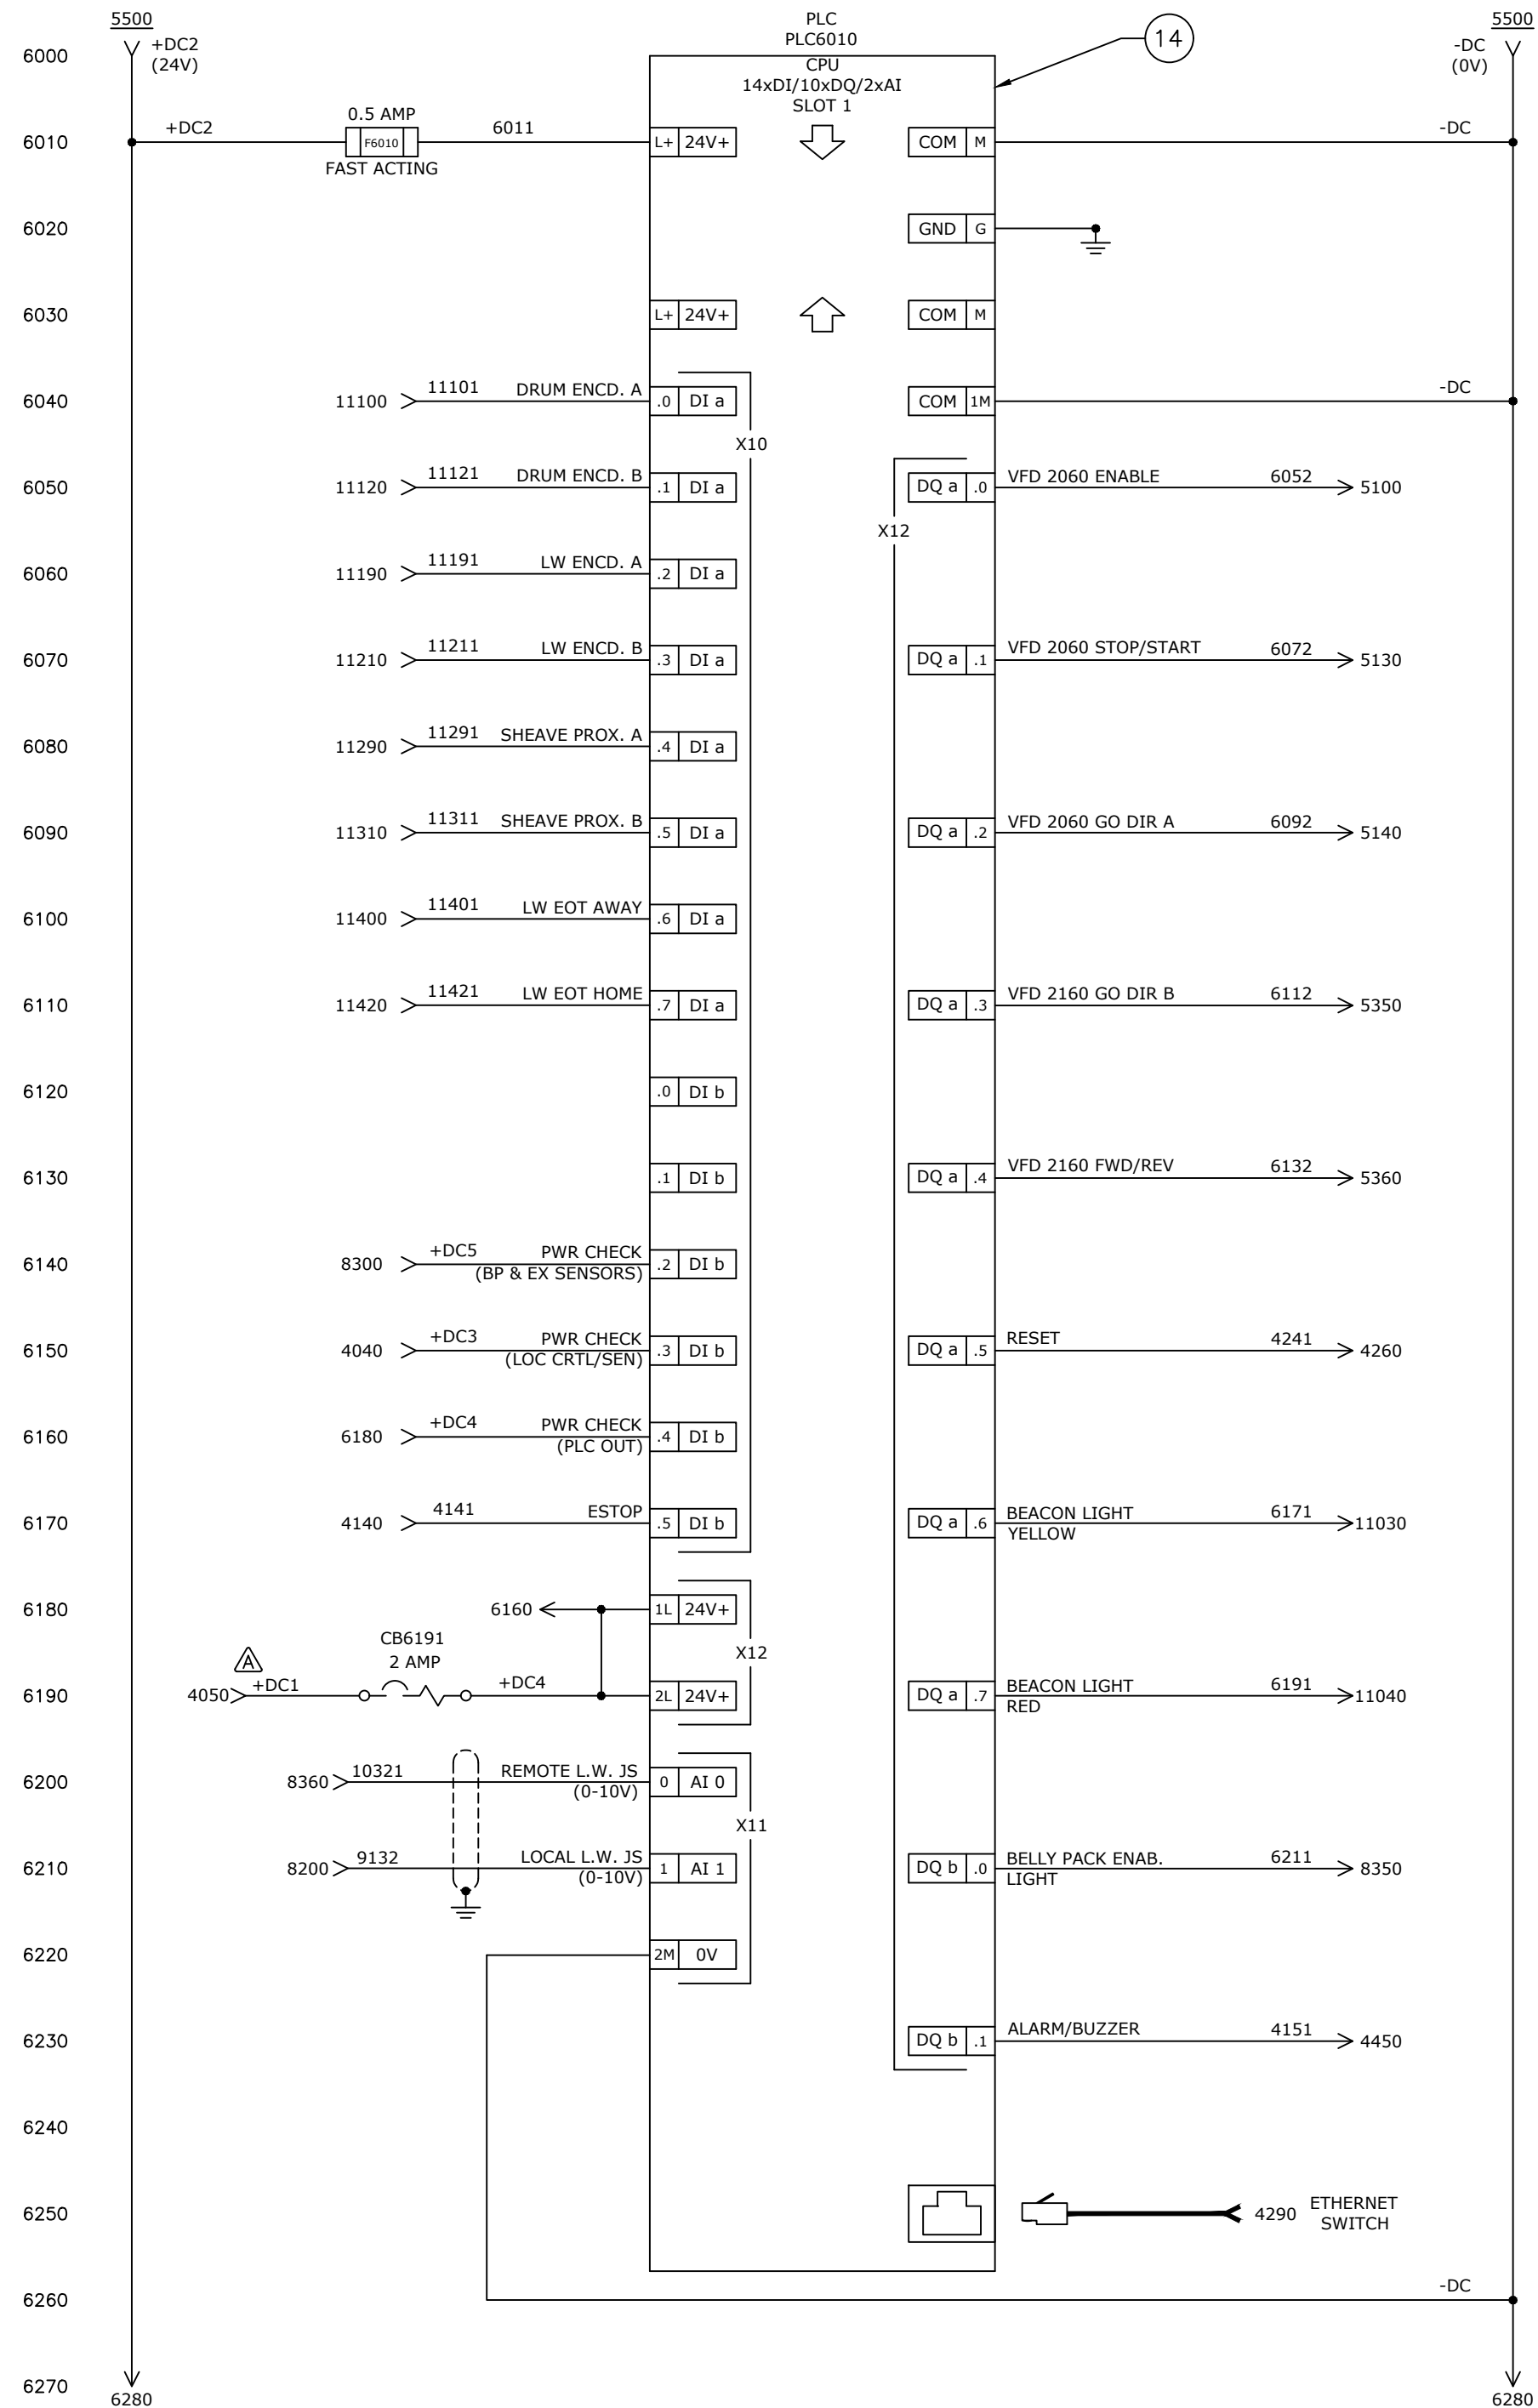 5500
PLC
5500
PLC6010
14
6000
+DC2
(24V)
-DC
(0V)
CPU
14xDI/10xDQ/2xAI
SLOT 1
6010
+DC2
0.5 AMP
F6010
FAST ACTING
6011
L+ 24V+
COM M
-DC
6020
GND G
6030
L+ 24V+
COM M
6040
11100
11101
DRUM ENCD. A
.0 DI a
COM 1M
-DC
X10
6050
11120
11121
DRUM ENCD. B
.1 DI a
DQ a .0
VFD 2060 ENABLE
6052
5100
X12
6060
11190
11191
LW ENCD. A
.2 DI a
6070
11210
11211
LW ENCD. B
.3 DI a
DQ a .1
VFD 2060 STOP/START
6072
5130
6080
11290
11291
SHEAVE PROX. A
.4 DI a
6090
11310
11311
SHEAVE PROX. B
.5 DI a
DQ a .2
VFD 2060 GO DIR A
6092
5140
6100
11400
11401
LW EOT AWAY
.6 DI a
6110
11420
11421
LW EOT HOME
.7 DI a
DQ a .3
VFD 2160 GO DIR B
6112
5350
6120
.0 DI b
6130
.1 DI b
DQ a .4
VFD 2160 FWD/REV
6132
5360
6140
8300
+DC5
PWR CHECK
(BP & EX SENSORS)
.2 DI b
6150
4040
+DC3
PWR CHECK
(LOC CRTL/SEN)
.3 DI b
DQ a .5
RESET
4241
4260
6160
6180
+DC4
PWR CHECK
(PLC OUT)
.4 DI b
6170
4140
4141
ESTOP
.5 DI b
DQ a .6
BEACON LIGHT
YELLOW
6171
11030
6180
6160
1L 24V+
X12
6190
A
4050
+DC1
CB6191
2 AMP
+DC4
2L 24V+
DQ a .7
BEACON LIGHT
RED
6191
11040
6200
8360
10321
REMOTE L.W. JS
(0-10V)
0 AI 0
X11
6210
8200
9132
LOCAL L.W. JS
(0-10V)
1 AI 1
DQ b .0
BELLY PACK ENAB.
LIGHT
6211
8350
6220
2M 0V
6230
DQ b .1
ALARM/BUZZER
4151
4450
6240
6250
4290
ETHERNET
SWITCH
6260
-DC
6270
6280
6280